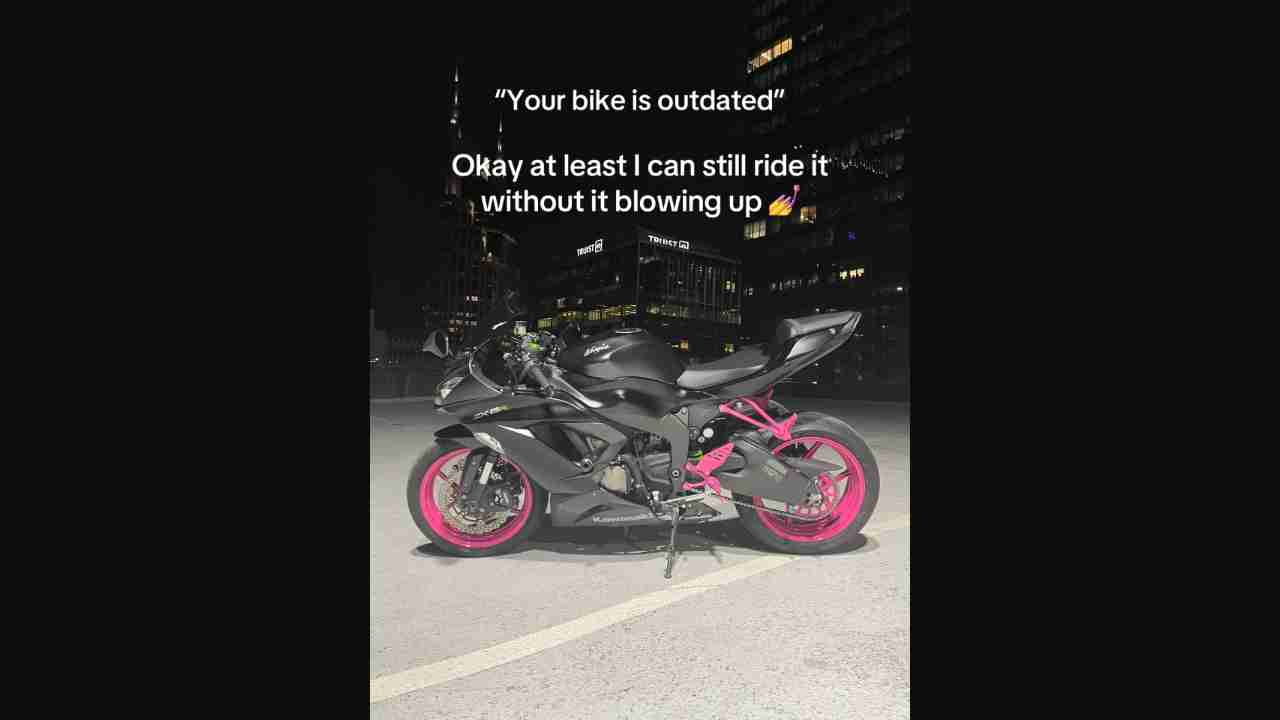 “Your bike is outdated”
Okay at least I can still ride it
without it blowing up 💅
TRUIST
TRUIST
Ninja
ZX-6R
Kawasaki